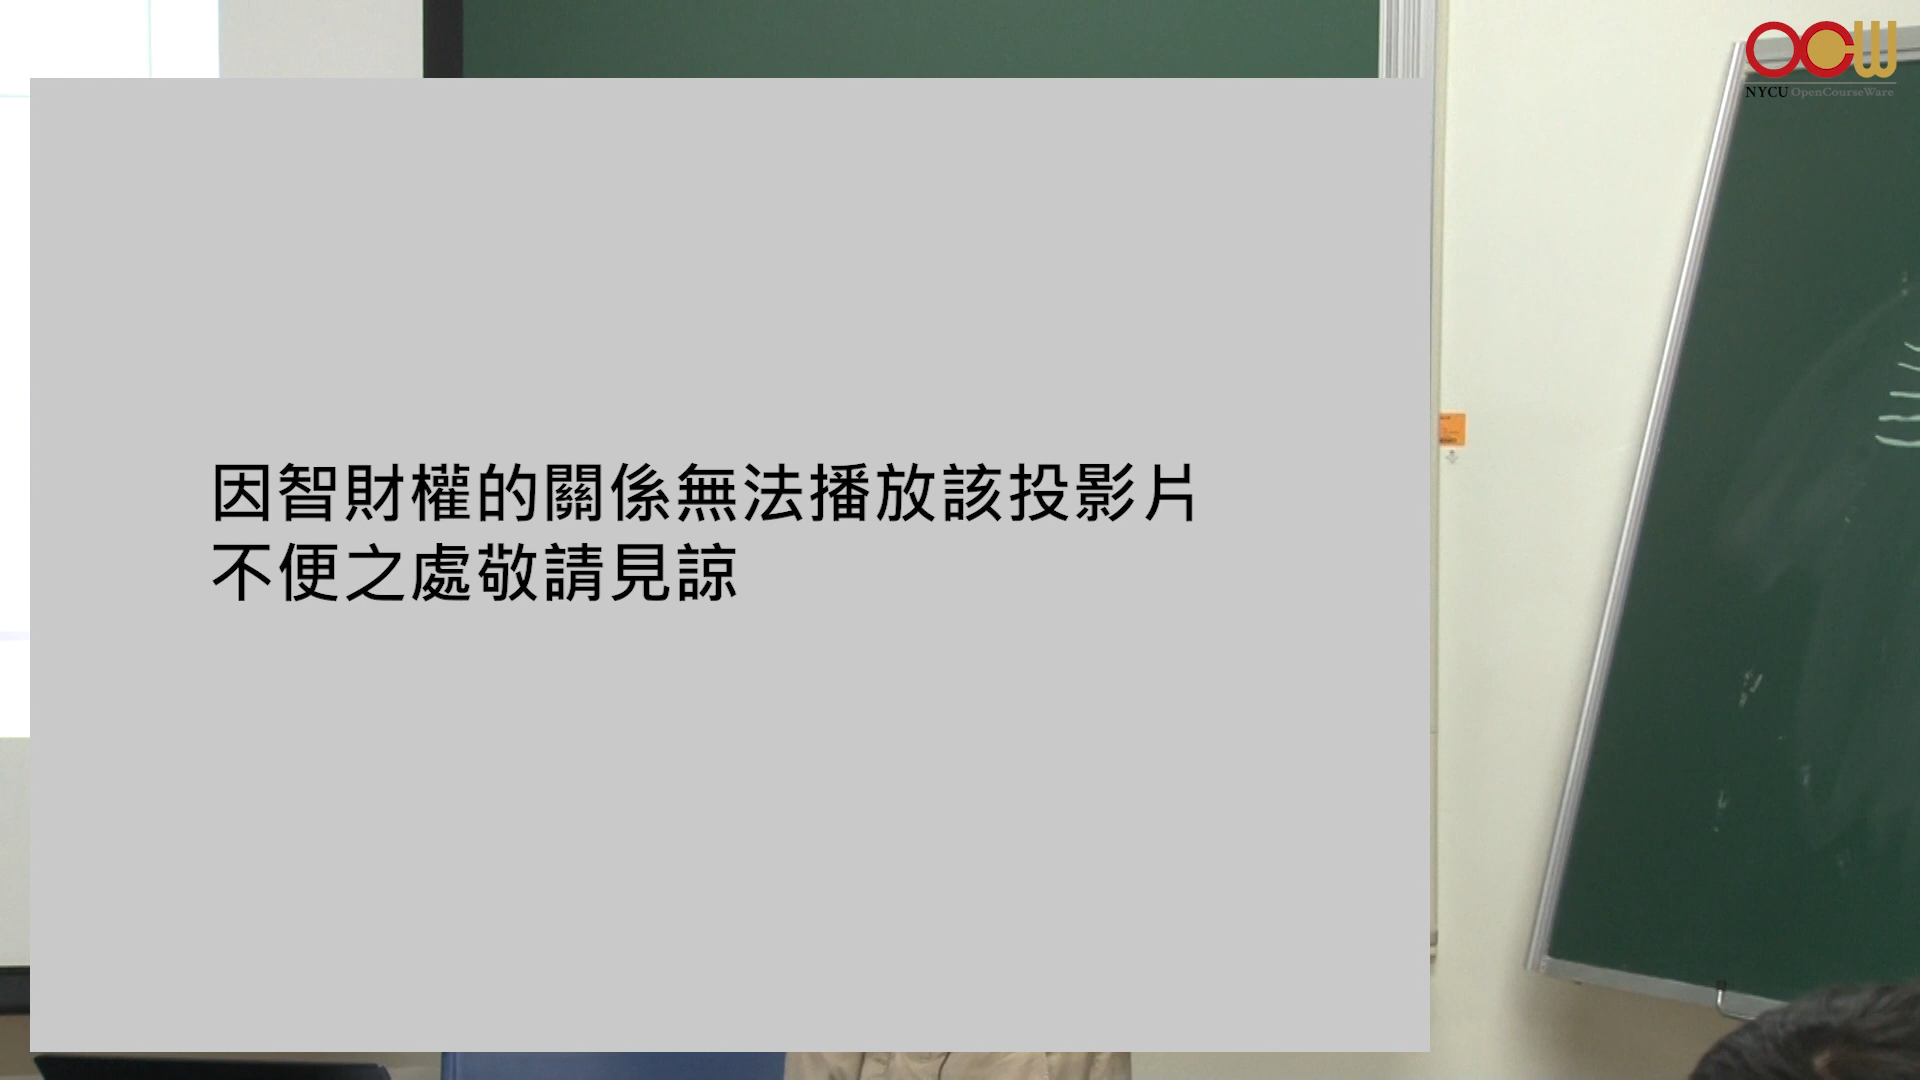 OCW
NYCU OpenCourseWare
因智財權的關係無法播放該投影片
不便之處敬請見諒